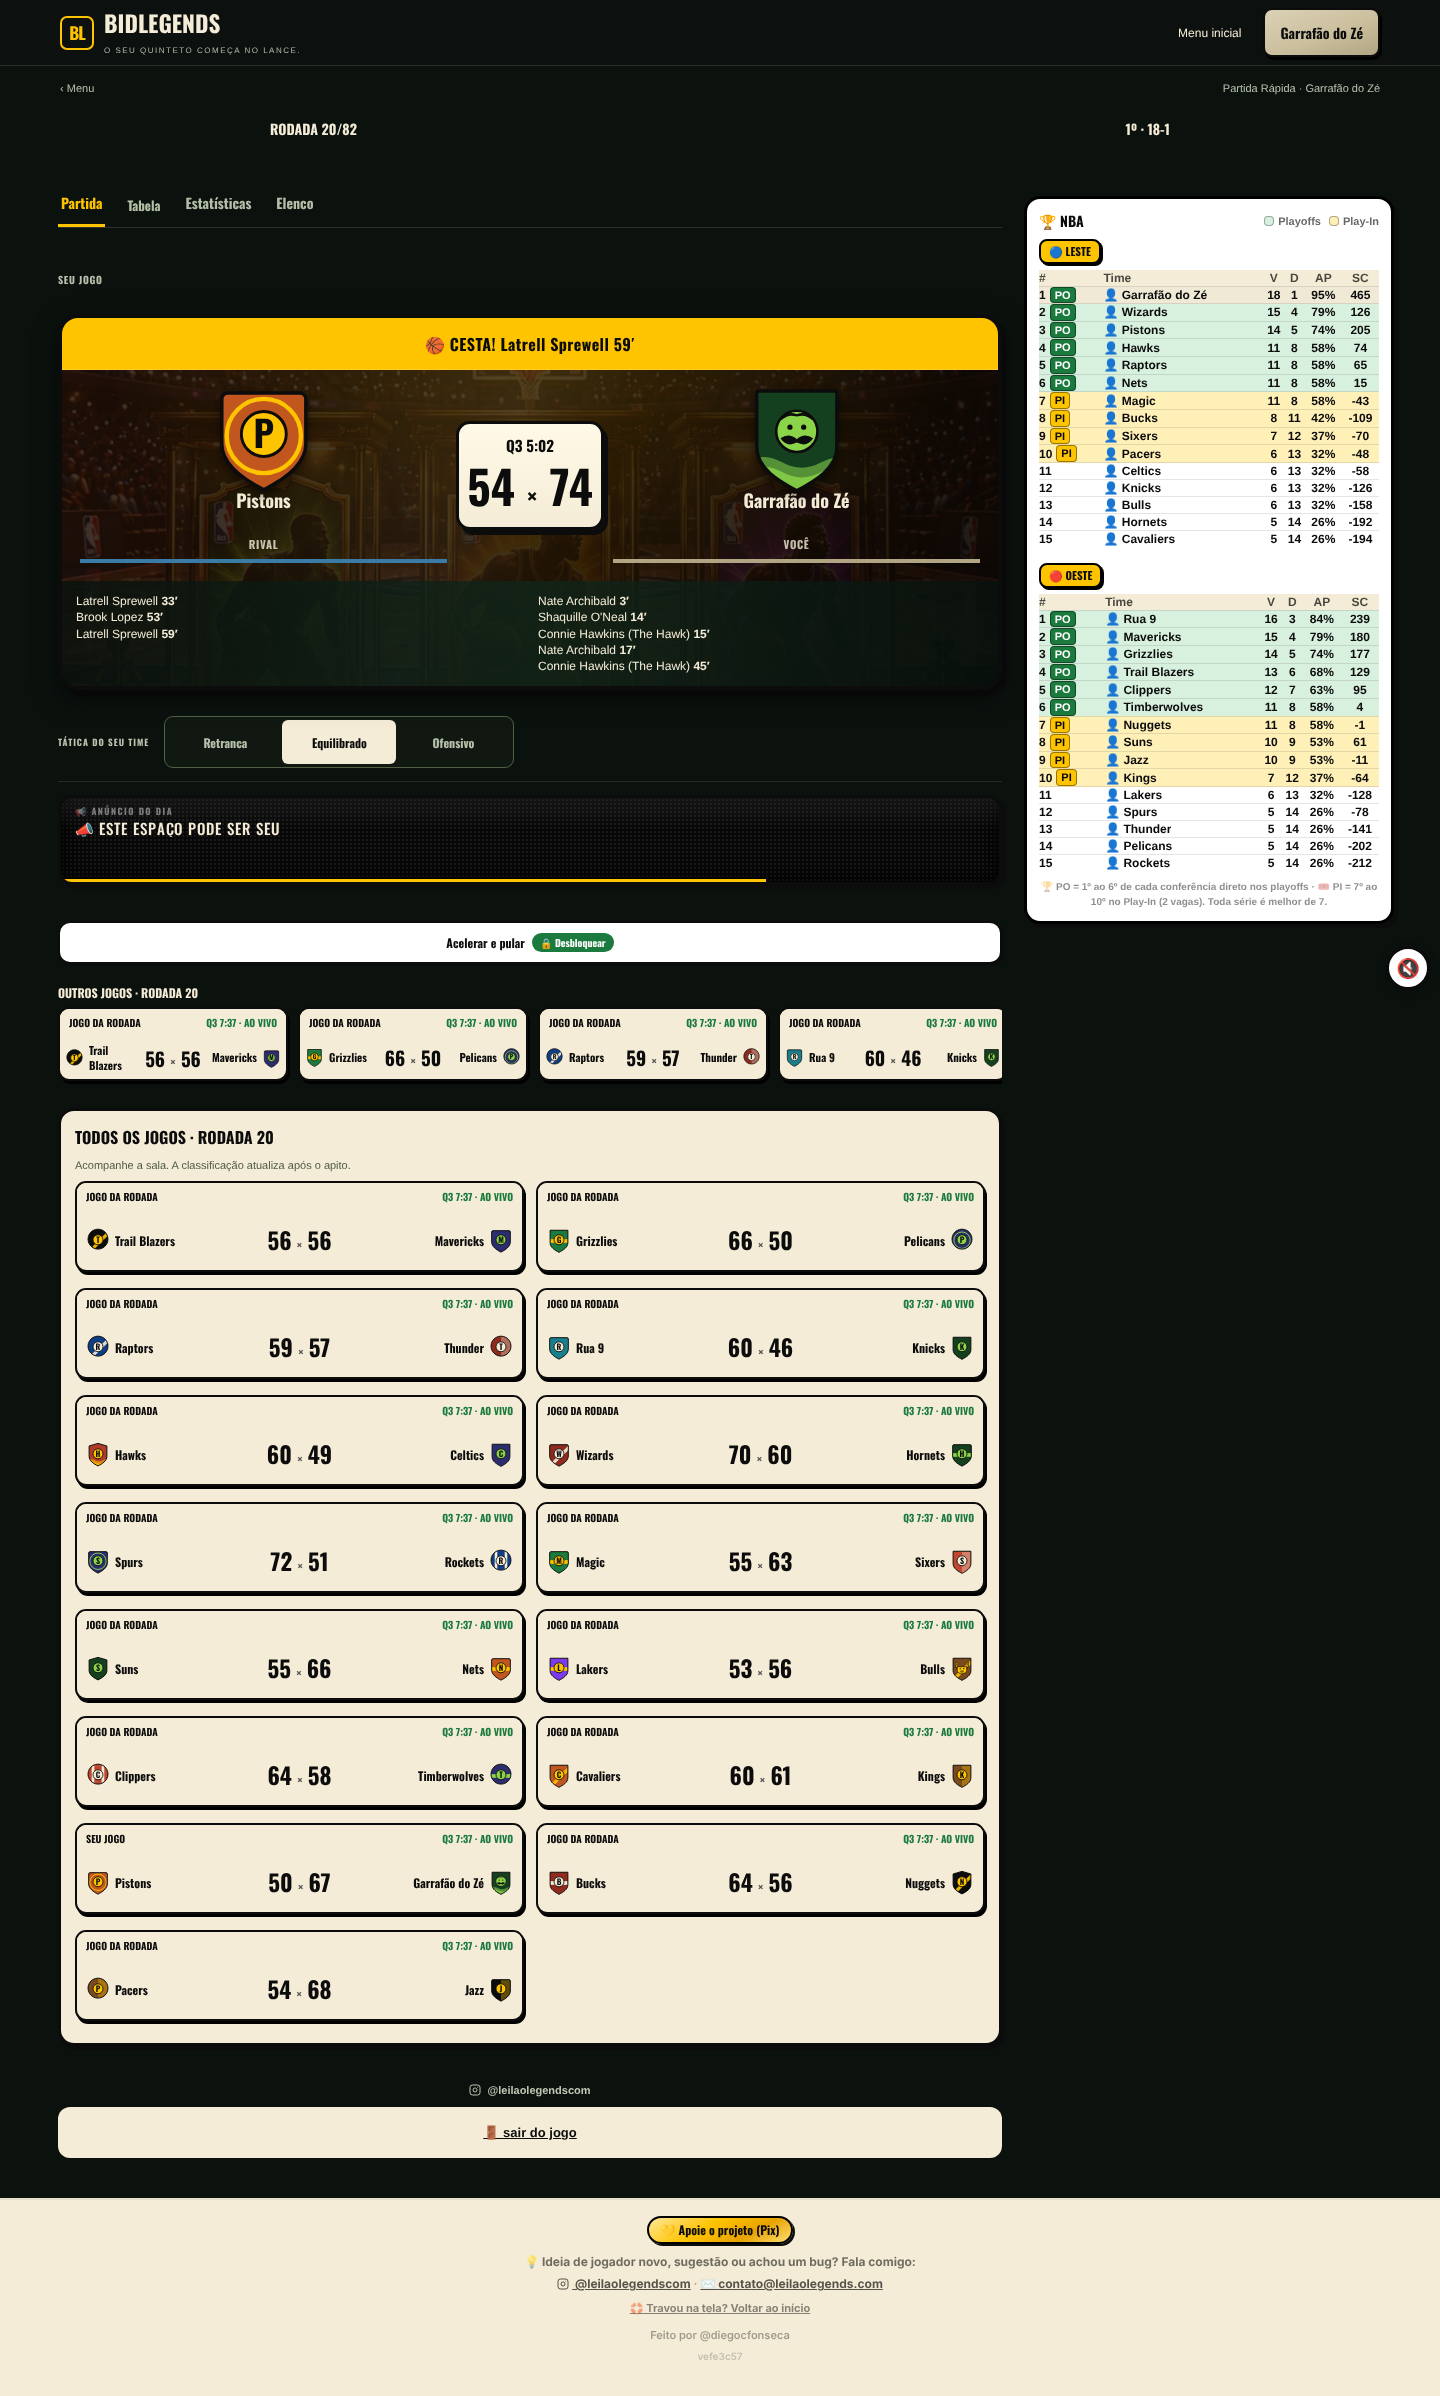 BL
BIDLEGENDS
O SEU QUINTETO COMEÇA NO LANCE.
Menu inicial
Garrafão do Zé
‹ Menu
Partida Rápida · Garrafão do Zé
RODADA 20/82
1º · 18-1
Partida
Tabela
Estatísticas
Elenco
SEU JOGO
🏀 CESTA! Latrell Sprewell 59′
P
Pistons
RIVAL
Q3 5:02
54 × 74
Garrafão do Zé
VOCÊ
Latrell Sprewell 33′
Brook Lopez 53′
Latrell Sprewell 59′
Nate Archibald 3′
Shaquille O'Neal 14′
Connie Hawkins (The Hawk) 15′
Nate Archibald 17′
Connie Hawkins (The Hawk) 45′
TÁTICA DO SEU TIME
Retranca
Equilibrado
Ofensivo
📢 ANÚNCIO DO DIA
📣 ESTE ESPAÇO PODE SER SEU
Acelerar e pular 🔒 Desbloquear
OUTROS JOGOS · RODADA 20
JOGO DA RODADA Q3 7:37 · AO VIVO
Trail Blazers 56 × 56 Mavericks
JOGO DA RODADA Q3 7:37 · AO VIVO
Grizzlies 66 × 50 Pelicans
JOGO DA RODADA Q3 7:37 · AO VIVO
Raptors 59 × 57 Thunder
JOGO DA RODADA Q3 7:37 · AO VIVO
Rua 9 60 × 46 Knicks
TODOS OS JOGOS · RODADA 20
Acompanhe a sala. A classificação atualiza após o apito.
JOGO DA RODADA Q3 7:37 · AO VIVO
Trail Blazers 56 × 56 Mavericks
JOGO DA RODADA Q3 7:37 · AO VIVO
Grizzlies 66 × 50 Pelicans
JOGO DA RODADA Q3 7:37 · AO VIVO
Raptors 59 × 57 Thunder
JOGO DA RODADA Q3 7:37 · AO VIVO
Rua 9 60 × 46 Knicks
JOGO DA RODADA Q3 7:37 · AO VIVO
Hawks 60 × 49 Celtics
JOGO DA RODADA Q3 7:37 · AO VIVO
Wizards 70 × 60 Hornets
JOGO DA RODADA Q3 7:37 · AO VIVO
Spurs 72 × 51 Rockets
JOGO DA RODADA Q3 7:37 · AO VIVO
Magic 55 × 63 Sixers
JOGO DA RODADA Q3 7:37 · AO VIVO
Suns 55 × 66 Nets
JOGO DA RODADA Q3 7:37 · AO VIVO
Lakers 53 × 56 Bulls
JOGO DA RODADA Q3 7:37 · AO VIVO
Clippers 64 × 58 Timberwolves
JOGO DA RODADA Q3 7:37 · AO VIVO
Cavaliers 60 × 61 Kings
SEU JOGO Q3 7:37 · AO VIVO
Pistons 50 × 67 Garrafão do Zé
JOGO DA RODADA Q3 7:37 · AO VIVO
Bucks 64 × 56 Nuggets
JOGO DA RODADA Q3 7:37 · AO VIVO
Pacers 54 × 68 Jazz
🏆 NBA
Playoffs Play-In
🔵 LESTE
# Time V D AP SC
1 PO 👤 Garrafão do Zé 18 1 95% 465
2 PO 👤 Wizards 15 4 79% 126
3 PO 👤 Pistons 14 5 74% 205
4 PO 👤 Hawks 11 8 58% 74
5 PO 👤 Raptors 11 8 58% 65
6 PO 👤 Nets 11 8 58% 15
7 PI 👤 Magic 11 8 58% -43
8 PI 👤 Bucks 8 11 42% -109
9 PI 👤 Sixers 7 12 37% -70
10 PI 👤 Pacers 6 13 32% -48
11 👤 Celtics 6 13 32% -58
12 👤 Knicks 6 13 32% -126
13 👤 Bulls 6 13 32% -158
14 👤 Hornets 5 14 26% -192
15 👤 Cavaliers 5 14 26% -194
🔴 OESTE
# Time V D AP SC
1 PO 👤 Rua 9 16 3 84% 239
2 PO 👤 Mavericks 15 4 79% 180
3 PO 👤 Grizzlies 14 5 74% 177
4 PO 👤 Trail Blazers 13 6 68% 129
5 PO 👤 Clippers 12 7 63% 95
6 PO 👤 Timberwolves 11 8 58% 4
7 PI 👤 Nuggets 11 8 58% -1
8 PI 👤 Suns 10 9 53% 61
9 PI 👤 Jazz 10 9 53% -11
10 PI 👤 Kings 7 12 37% -64
11 👤 Lakers 6 13 32% -128
12 👤 Spurs 5 14 26% -78
13 👤 Thunder 5 14 26% -141
14 👤 Pelicans 5 14 26% -202
15 👤 Rockets 5 14 26% -212
🏆 PO = 1º ao 6º de cada conferência direto nos playoffs · 🎟️ PI = 7º ao
10º no Play-In (2 vagas). Toda série é melhor de 7.
@leilaolegendscom
🚪 sair do jogo
💛 Apoie o projeto (Pix)
💡 Ideia de jogador novo, sugestão ou achou um bug? Fala comigo:
@leilaolegendscom · ✉️ contato@leilaolegends.com
🛟 Travou na tela? Voltar ao início
Feito por @diegocfonseca
vefe3c57